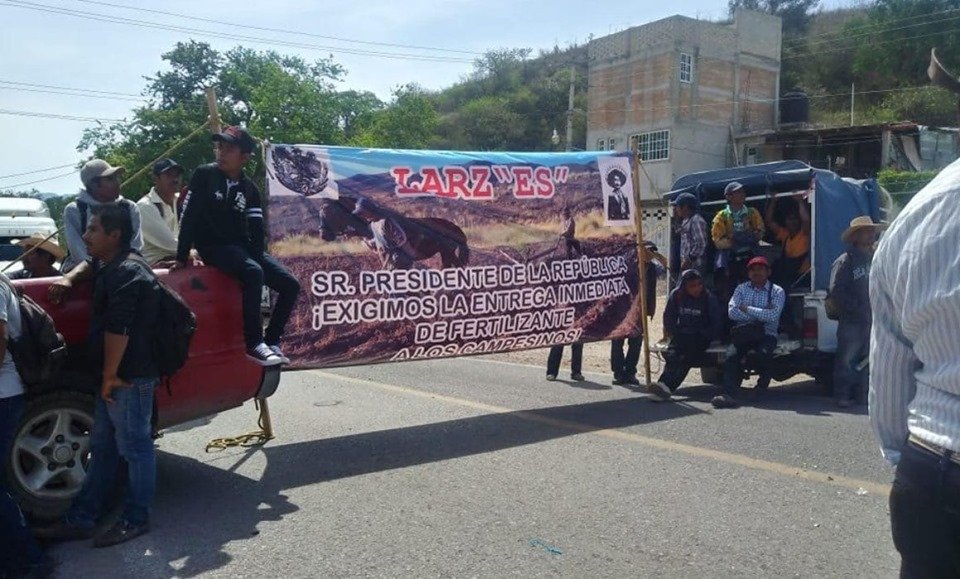 LARZ "ES"
SR. PRESIDENTE DE LA REPÚBLICA
¡EXIGIMOS LA ENTREGA INMEDIATA
DE FERTILIZANTE
A LOS CAMPESINOS!